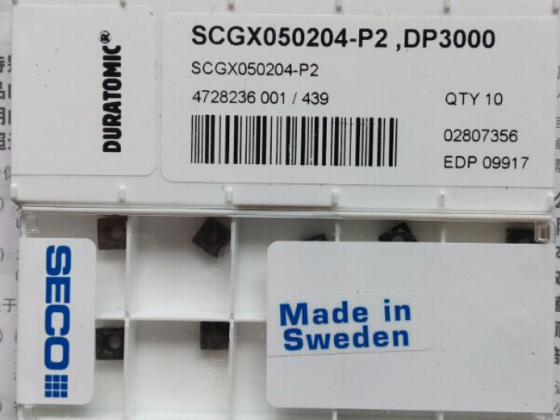 DURATOMIC®
SCGX050204-P2 ,DP3000
SCGX050204-P2
4728236 001 / 439
QTY 10
02807356
EDP 09917
SECO
Made in
Sweden